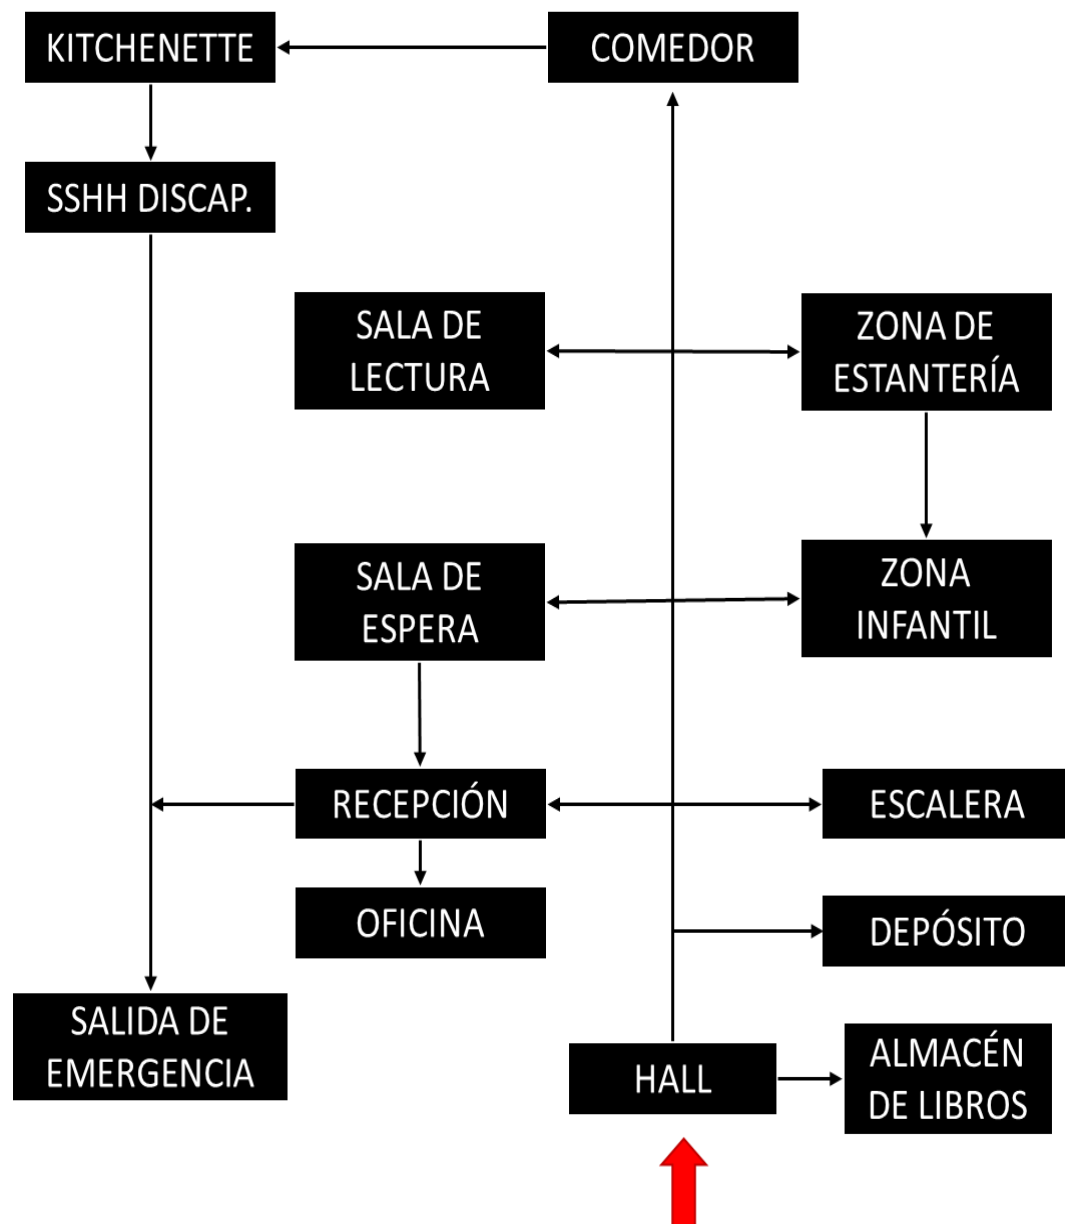 KITCHENETTE
COMEDOR
SSHH DISCAP.
SALA DE
LECTURA
ZONA DE
ESTANTERÍA
SALA DE
ESPERA
ZONA
INFANTIL
RECEPCIÓN
ESCALERA
OFICINA
DEPÓSITO
SALIDA DE
EMERGENCIA
HALL
ALMACÉN
DE LIBROS